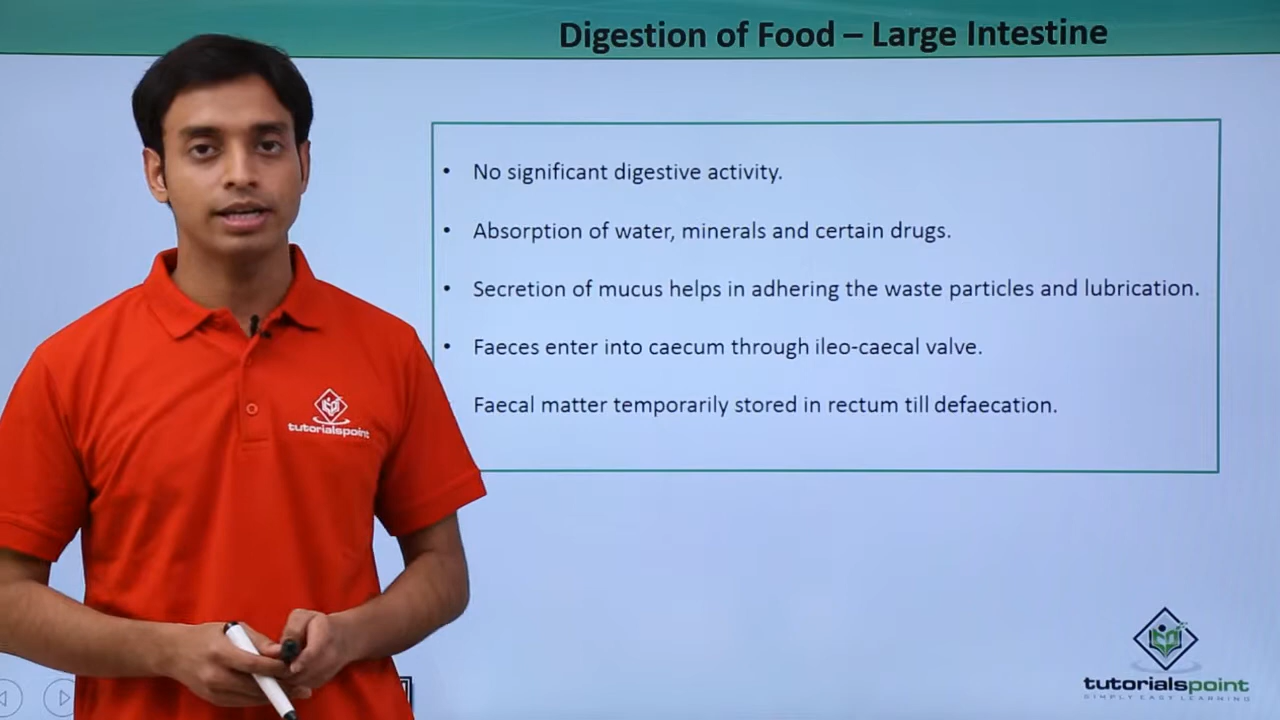 Digestion of Food – Large Intestine
• No significant digestive activity.
• Absorption of water, minerals and certain drugs.
• Secretion of mucus helps in adhering the waste particles and lubrication.
• Faeces enter into caecum through ileo-caecal valve.
Faecal matter temporarily stored in rectum till defaecation.
tutorialspoint
tutorialspoint
SIMPLY EASY LEARNING